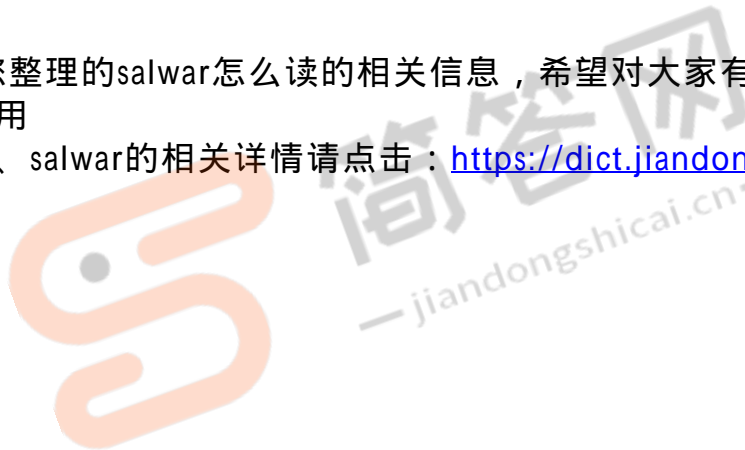 整理的salwar怎么读的相关信息，希望对大家有
用
、salwar的相关详情请点击：https://dict.jiandon
简答网
— jiandongshicai.cn